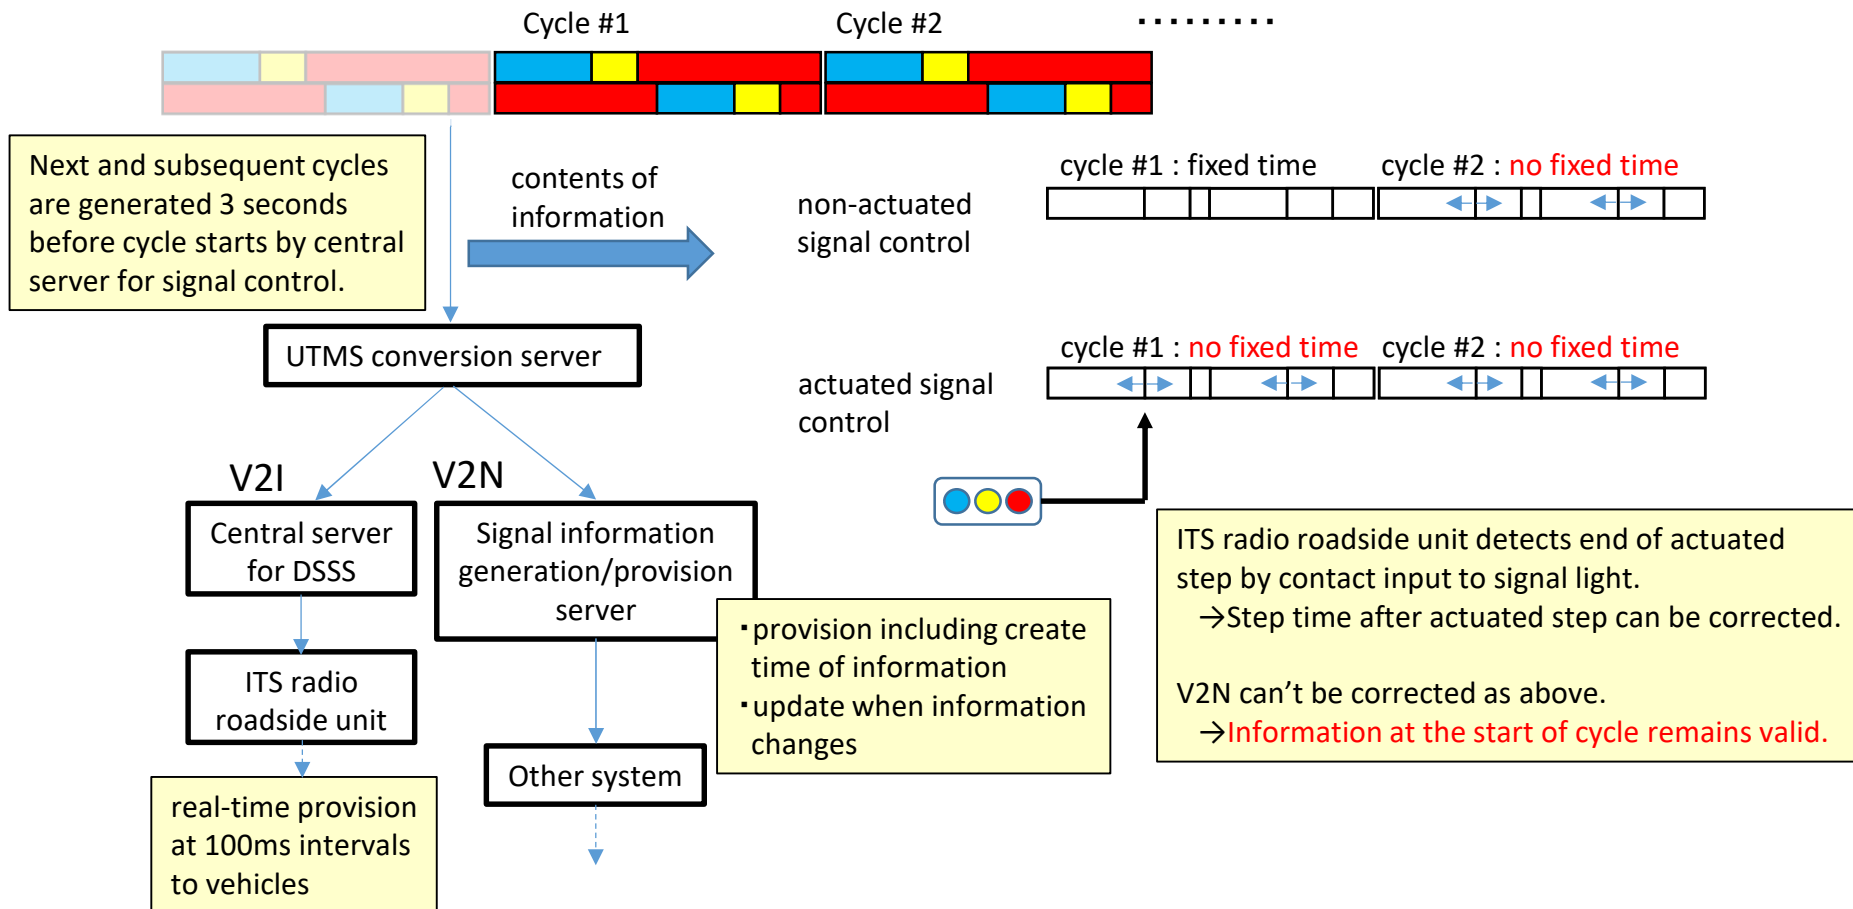 Cycle #1
Cycle #2
·········
Next and subsequent cycles
are generated 3 seconds
before cycle starts by central
server for signal control.
contents of
information
non-actuated
signal control
cycle #1 : fixed time
cycle #2 : no fixed time
UTMS conversion server
actuated signal
control
cycle #1 : no fixed time
cycle #2 : no fixed time
V2I
V2N
Central server
for DSSS
Signal information
generation/provision
server
ITS radio
roadside unit
・provision including create
time of information
・update when information
changes
Other system
real-time provision
at 100ms intervals
to vehicles
ITS radio roadside unit detects end of actuated
step by contact input to signal light.
→Step time after actuated step can be corrected.
V2N can’t be corrected as above.
→Information at the start of cycle remains valid.